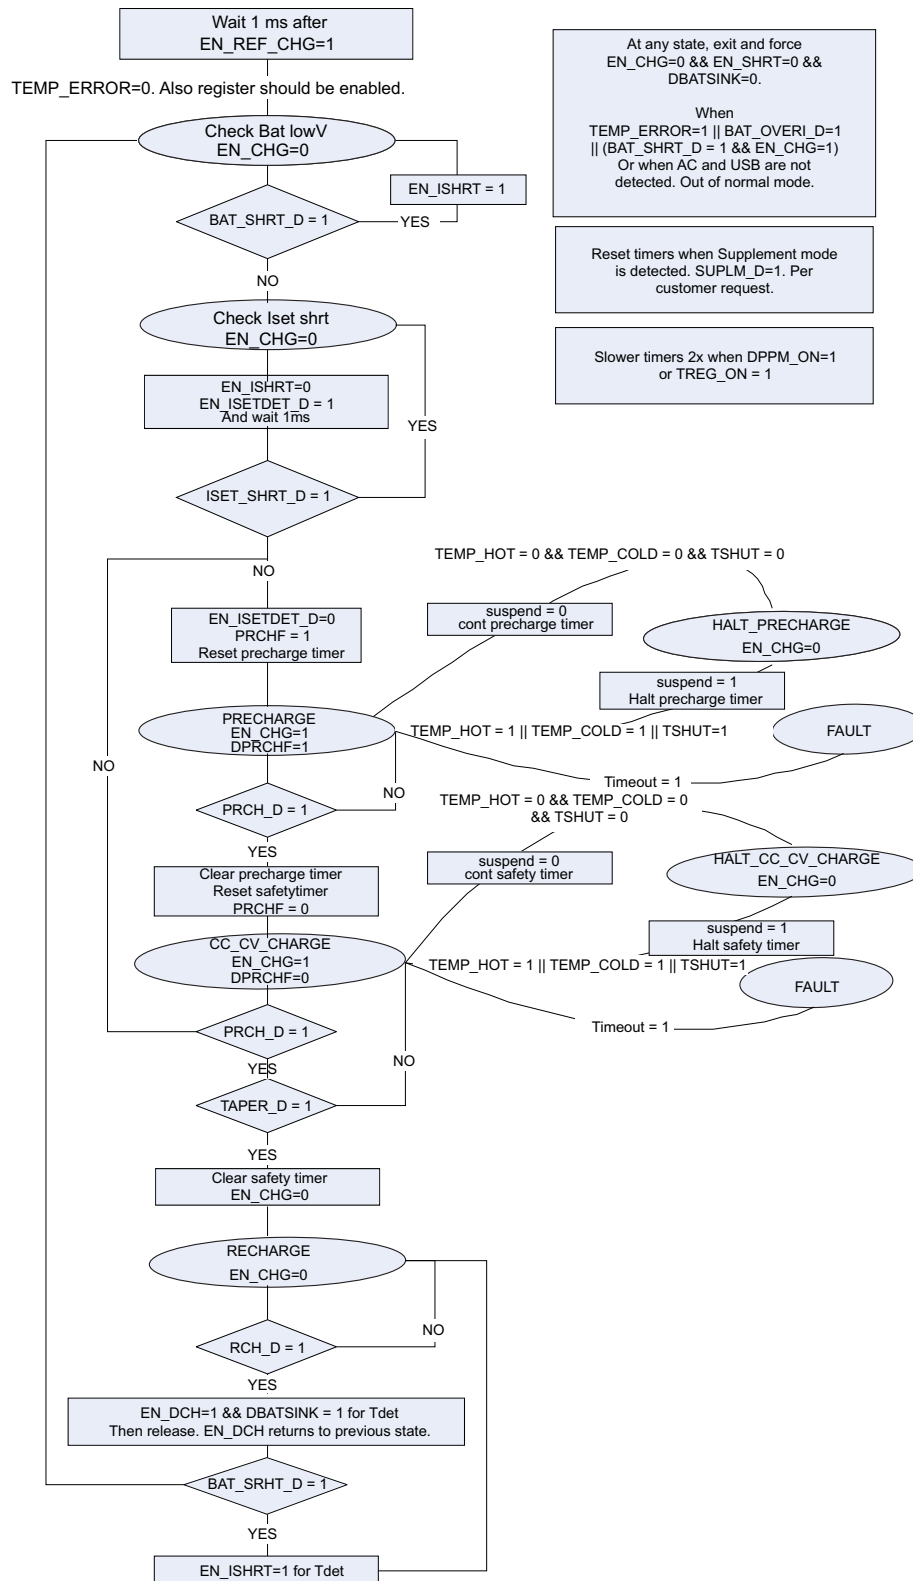 Wait 1 ms after
EN_REF_CHG=1
TEMP_ERROR=0. Also register should be enabled.
Check Bat lowV
EN_CHG=0
EN_ISHRT = 1
BAT_SHRT_D = 1
YES
NO
Check Iset shrt
EN_CHG=0
EN_ISHRT=0
EN_ISETDET_D = 1
And wait 1ms
YES
ISET_SHRT_D = 1
NO
EN_ISETDET_D=0
PRCHF = 1
Reset precharge timer
PRECHARGE
EN_CHG=1
DPRCHF=1
NO
NO
PRCH_D = 1
YES
Clear precharge timer
Reset safetytimer
PRCHF = 0
CC_CV_CHARGE
EN_CHG=1
DPRCHF=0
PRCH_D = 1
YES
NO
TAPER_D = 1
YES
Clear safety timer
EN_CHG=0
RECHARGE
EN_CHG=0
NO
RCH_D = 1
YES
EN_DCH=1 && DBATSINK = 1 for Tdet
Then release. EN_DCH returns to previous state.
BAT_SRHT_D = 1
YES
EN_ISHRT=1 for Tdet
At any state, exit and force
EN_CHG=0 && EN_SHRT=0 &&
DBATSINK=0.
When
TEMP_ERROR=1 || BAT_OVERI_D=1
|| (BAT_SHRT_D = 1 && EN_CHG=1)
Or when AC and USB are not
detected. Out of normal mode.
Reset timers when Supplement mode
is detected. SUPLM_D=1. Per
customer request.
Slower timers 2x when DPPM_ON=1
or TREG_ON = 1
TEMP_HOT = 0 && TEMP_COLD = 0 && TSHUT = 0
suspend = 0
cont precharge timer
HALT_PRECHARGE
EN_CHG=0
suspend = 1
Halt precharge timer
TEMP_HOT = 1 || TEMP_COLD = 1 || TSHUT=1
FAULT
Timeout = 1
TEMP_HOT = 0 && TEMP_COLD = 0
&& TSHUT = 0
suspend = 0
cont safety timer
HALT_CC_CV_CHARGE
EN_CHG=0
suspend = 1
Halt safety timer
TEMP_HOT = 1 || TEMP_COLD = 1 || TSHUT=1
FAULT
Timeout = 1